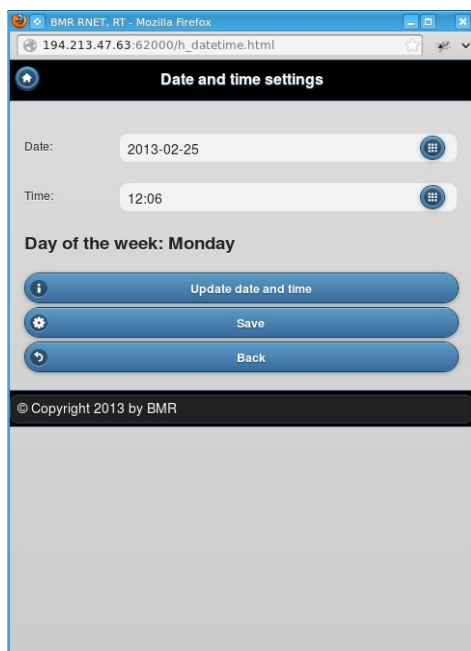 BMR RNET, RT - Mozilla Firefox
194.213.47.63:62000/h_datetime.html
Date and time settings
Date: 2013-02-25
Time: 12:06
Day of the week: Monday
Update date and time
Save
Back
© Copyright 2013 by BMR